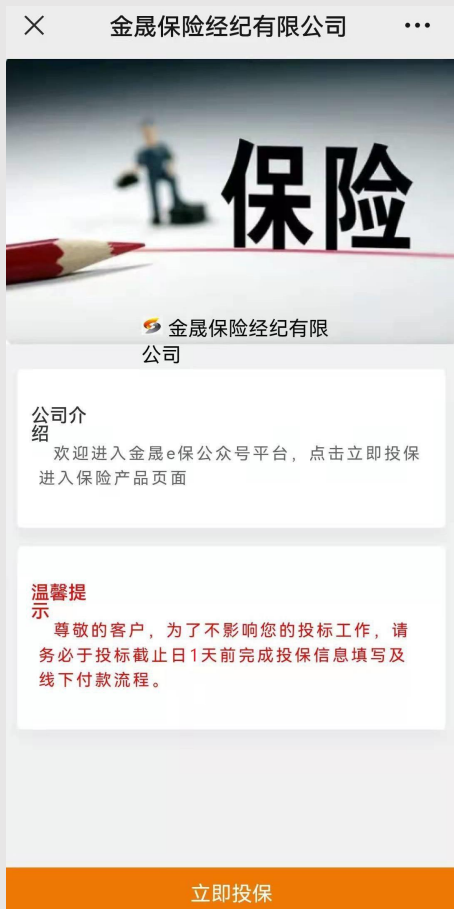 金晟保险经纪有限公司
保险
金晟保险经纪有限
公司
公司介
绍
欢迎进入金晟e保公众号平台，点击立即投保
进入保险产品页面
温馨提
示
尊敬的客户，为了不影响您的投标工作，请
务必于投标截止日1天前完成投保信息填写及
线下付款流程。
立即投保